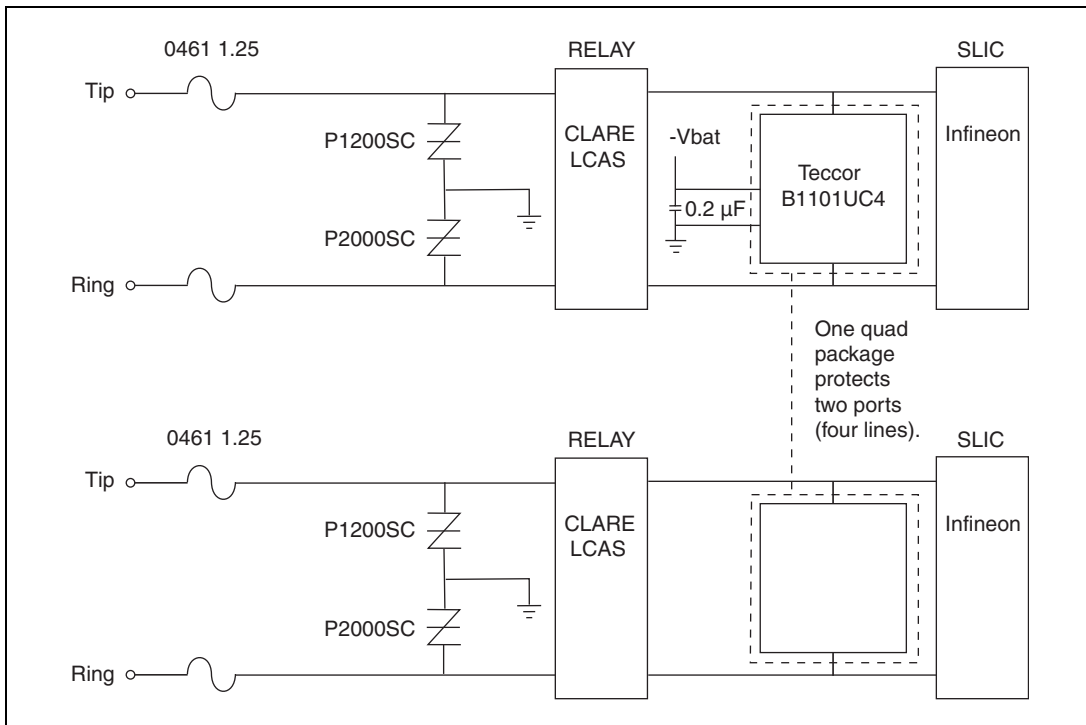 0461 1.25
RELAY
SLIC
Tip
P1200SC
CLARE
LCAS
-Vbat
Teccor
B1101UC4
Infineon
0.2 µF
P2000SC
Ring
One quad
package
protects
two ports
(four lines).
0461 1.25
RELAY
SLIC
Tip
P1200SC
CLARE
LCAS
Infineon
P2000SC
Ring